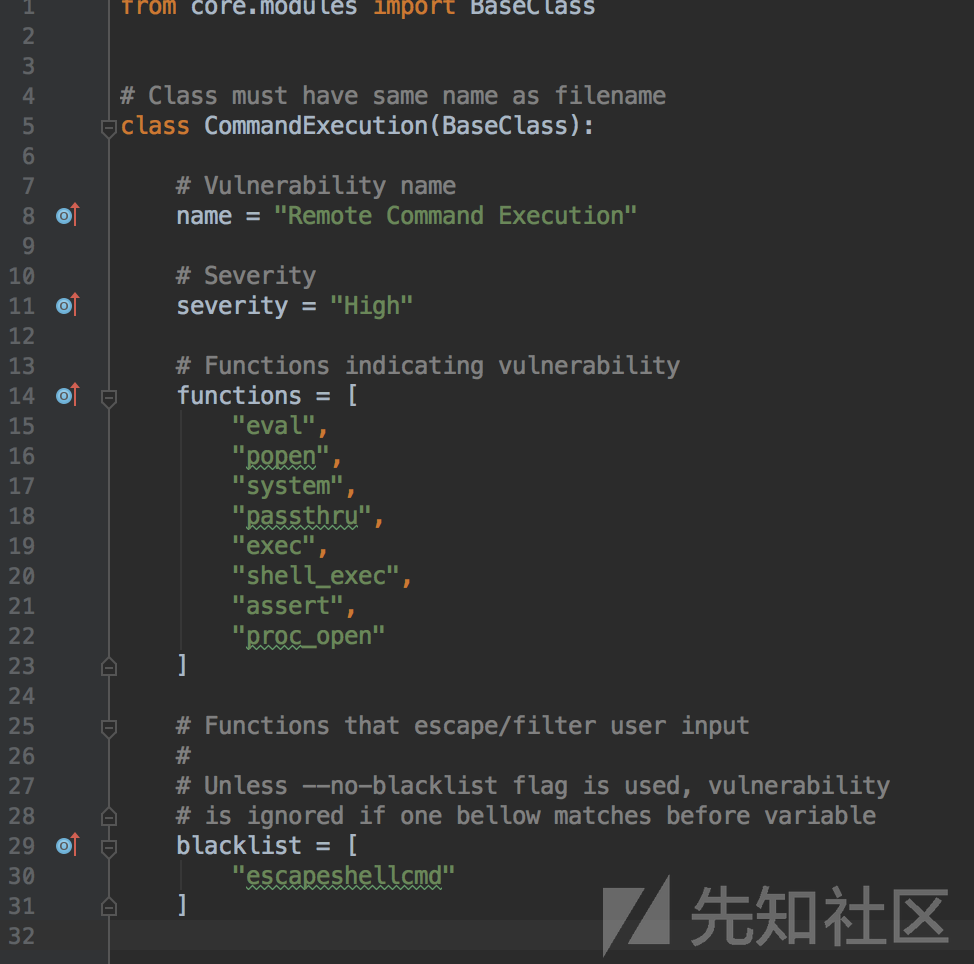 1 from core.modules import BaseClass
2
3
4 # Class must have same name as filename
5 class CommandExecution(BaseClass):
6
7 # Vulnerability name
8 name = "Remote Command Execution"
9
10 # Severity
11 severity = "High"
12
13 # Functions indicating vulnerability
14 functions = [
15 "eval",
16 "popen",
17 "system",
18 "passthru",
19 "exec",
20 "shell_exec",
21 "assert",
22 "proc_open"
23 ]
24
25 # Functions that escape/filter user input
26 #
27 # Unless --no-blacklist flag is used, vulnerability
28 # is ignored if one bellow matches before variable
29 blacklist = [
30 "escapeshellcmd"
31 ]
32
先知社区